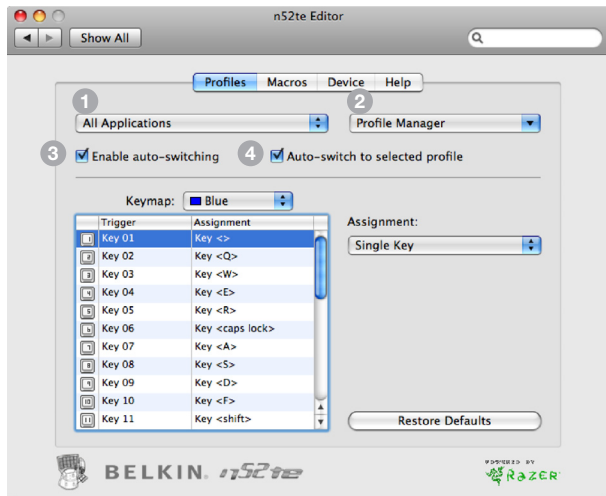 n52te Editor
Show All
Profiles Macros Device Help
1
2
All Applications
Profile Manager
3 Enable auto-switching
4 Auto-switch to selected profile
Keymap: Blue
Trigger Assignment
Key 01 Key <>
Key 02 Key <Q>
Key 03 Key <W>
Key 04 Key <E>
Key 05 Key <R>
Key 06 Key <caps lock>
Key 07 Key <A>
Key 08 Key <S>
Key 09 Key <D>
Key 10 Key <F>
Key 11 Key <shift>
Assignment:
Single Key
Restore Defaults
BELKIN. n52te
POWERED BY
RAZER